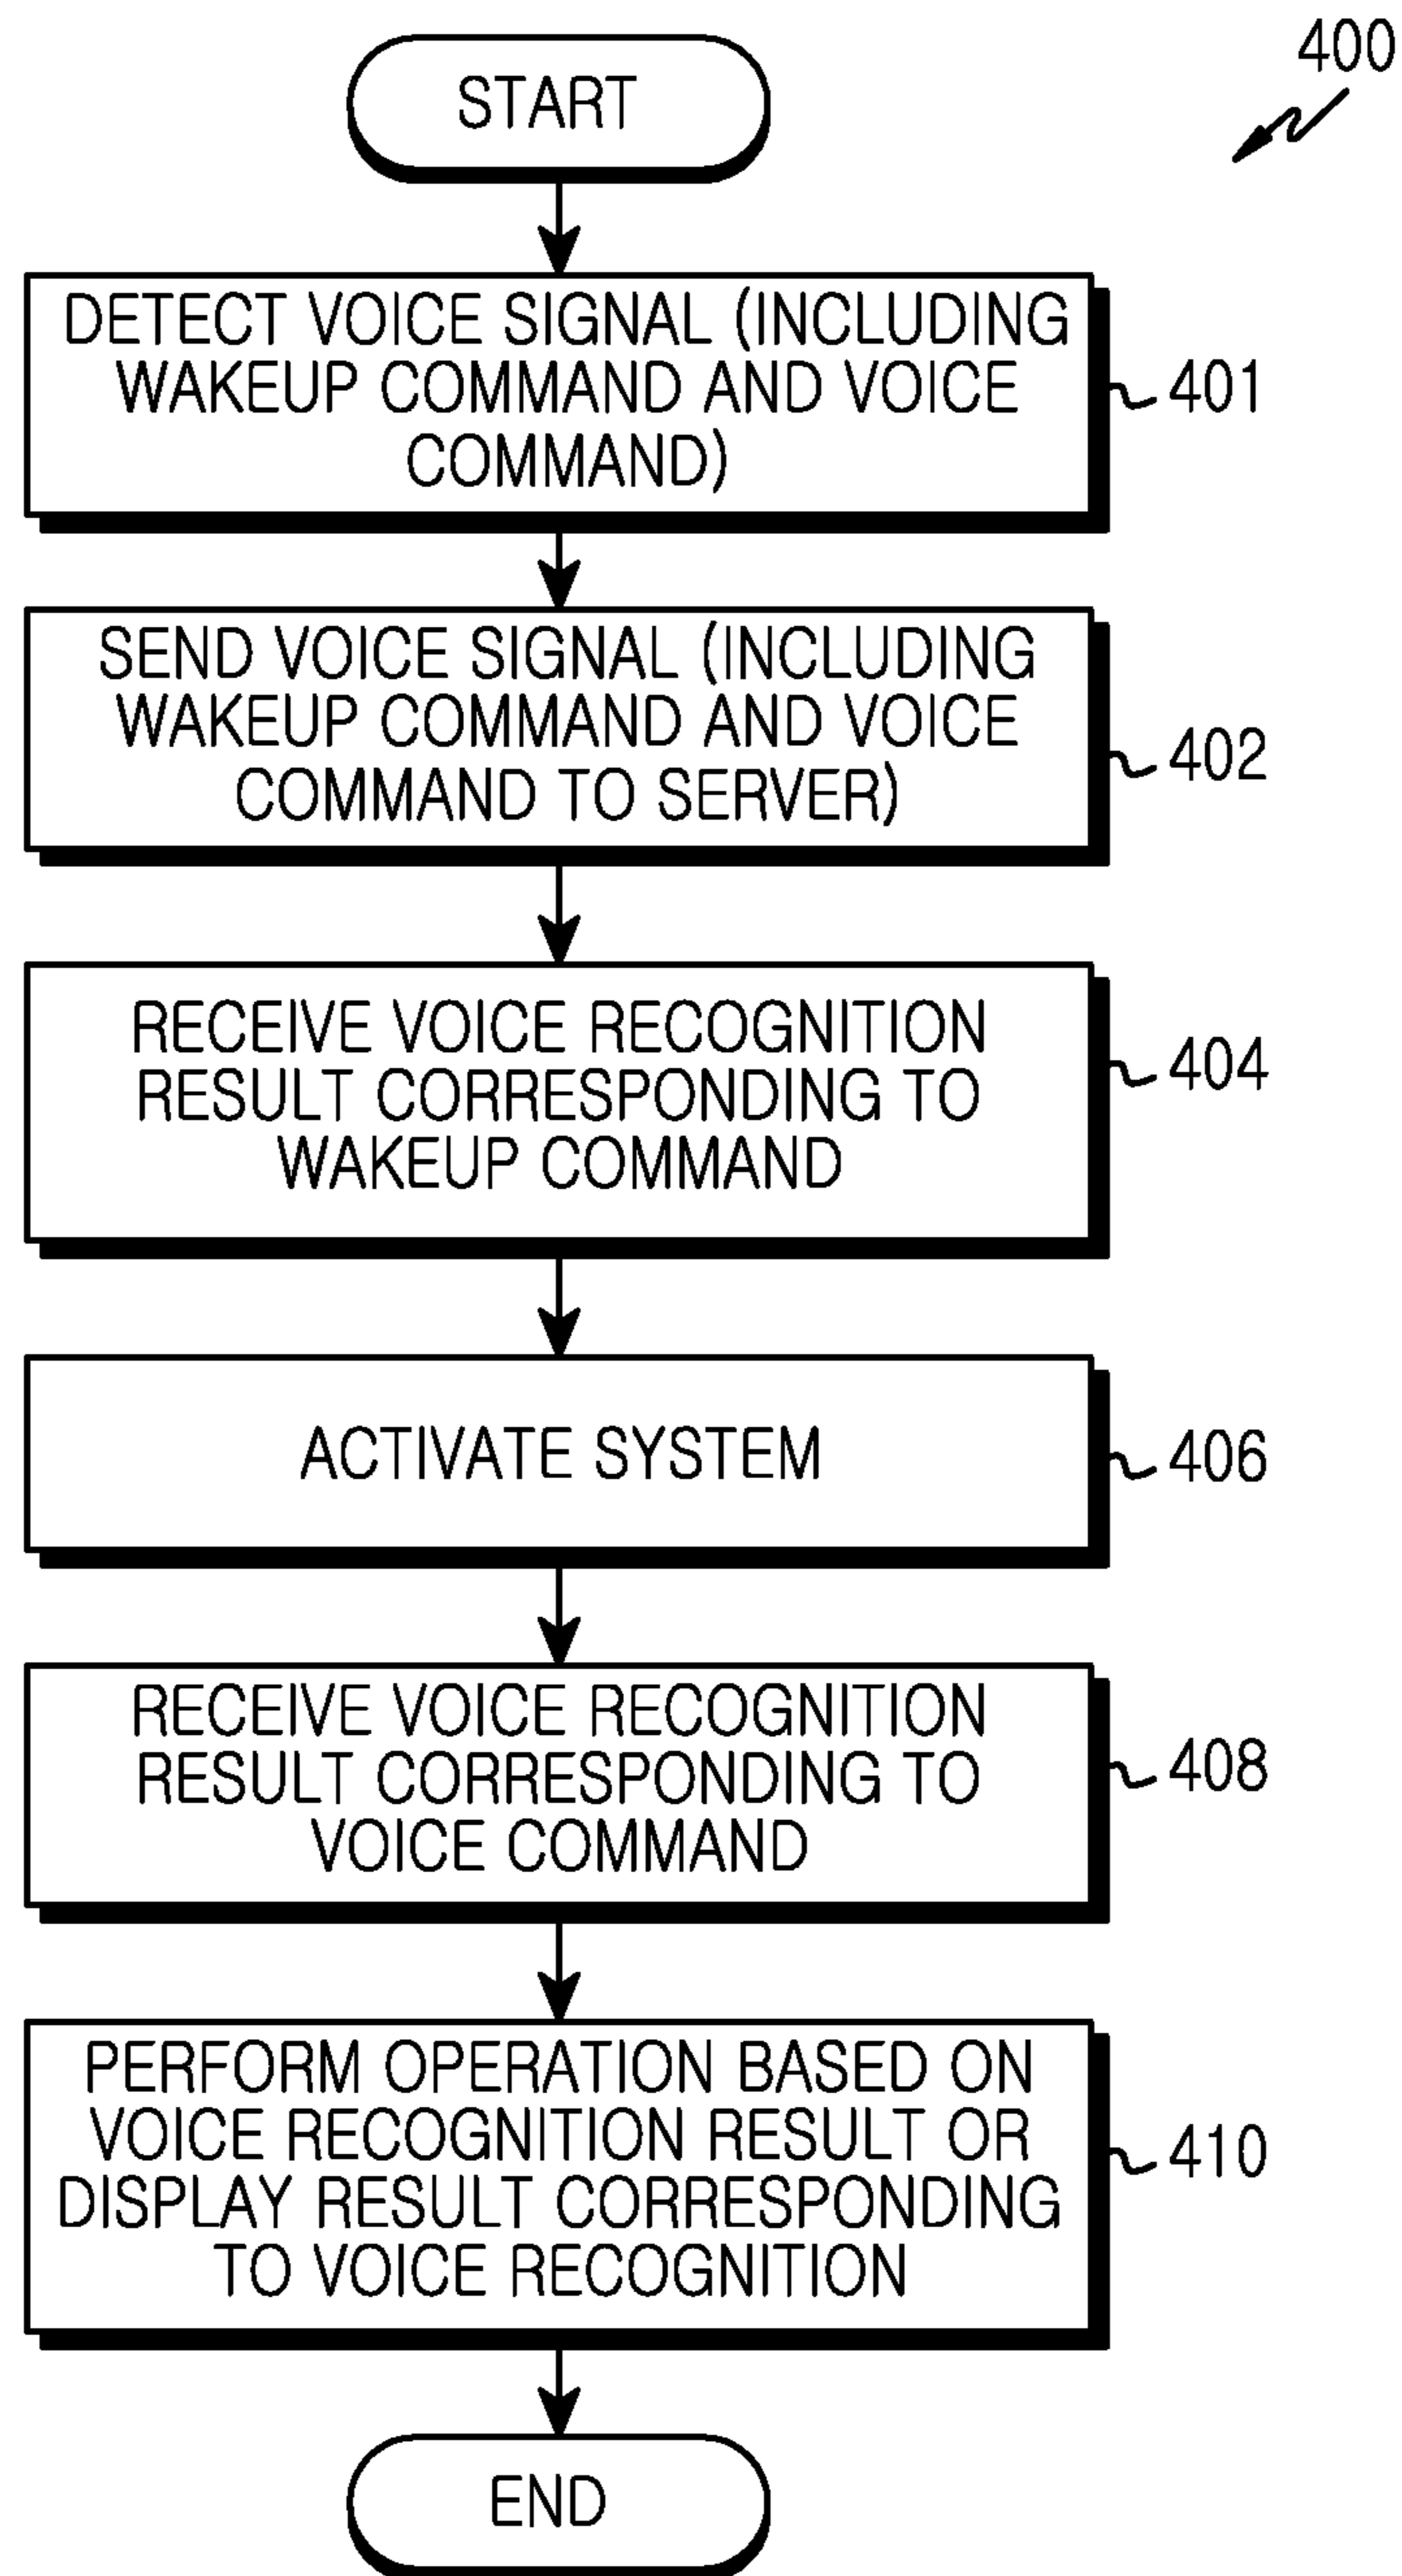 400
START
DETECT VOICE SIGNAL (INCLUDING
WAKEUP COMMAND AND VOICE
COMMAND)
401
SEND VOICE SIGNAL (INCLUDING
WAKEUP COMMAND AND VOICE
COMMAND TO SERVER)
402
RECEIVE VOICE RECOGNITION
RESULT CORRESPONDING TO
WAKEUP COMMAND
404
ACTIVATE SYSTEM
406
RECEIVE VOICE RECOGNITION
RESULT CORRESPONDING TO
VOICE COMMAND
408
PERFORM OPERATION BASED ON
VOICE RECOGNITION RESULT OR
DISPLAY RESULT CORRESPONDING
TO VOICE RECOGNITION
410
END